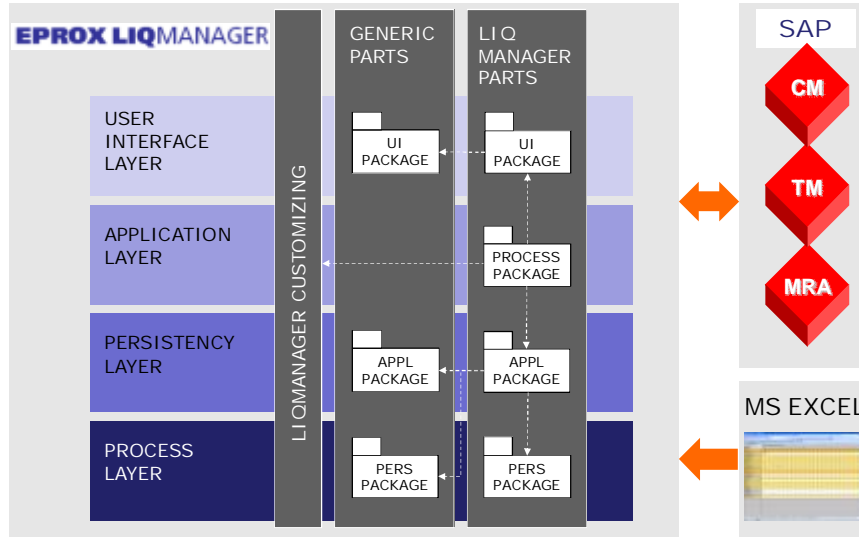 EPROX LIQMANAGER
GENERIC
PARTS
LIQ
MANAGER
PARTS
SAP
CM
TM
MRA
USER
INTERFACE
LAYER
UI
PACKAGE
UI
PACKAGE
APPLICATION
LAYER
PROCESS
PACKAGE
PERSISTENCY
LAYER
APPL
PACKAGE
APPL
PACKAGE
PROCESS
LAYER
PERS
PACKAGE
PERS
PACKAGE
LIQMANAGER CUSTOMIZING
MS EXCEL